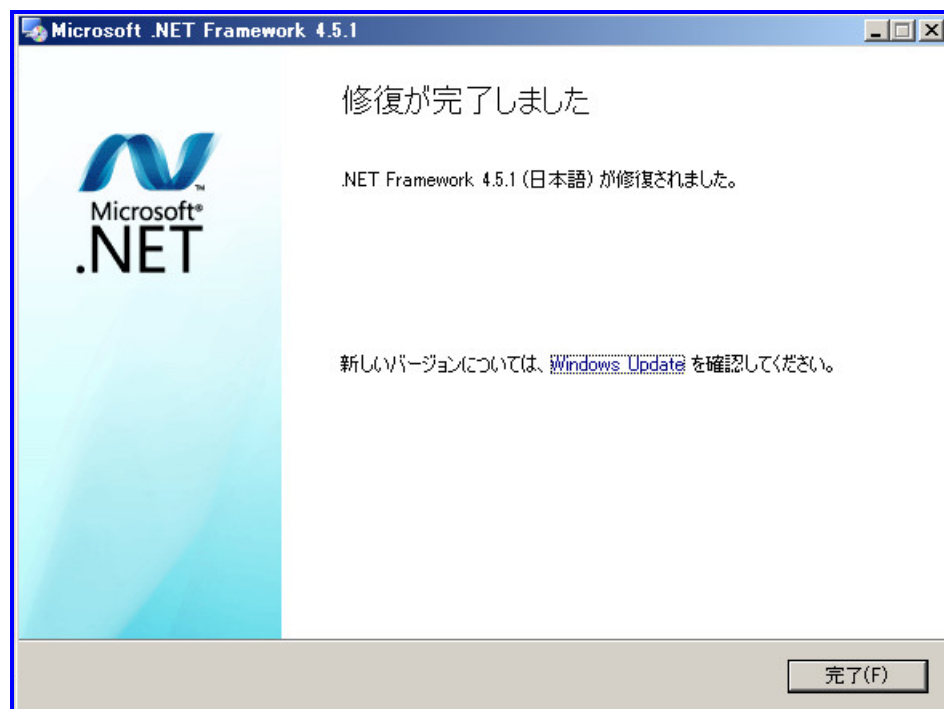 Microsoft .NET Framework 4.5.1
修復が完了しました
.NET Framework 4.5.1 (日本語) が修復されました。
Microsoft®
.NET™
新しいバージョンについては、Windows Update を確認してください。
完了(F)